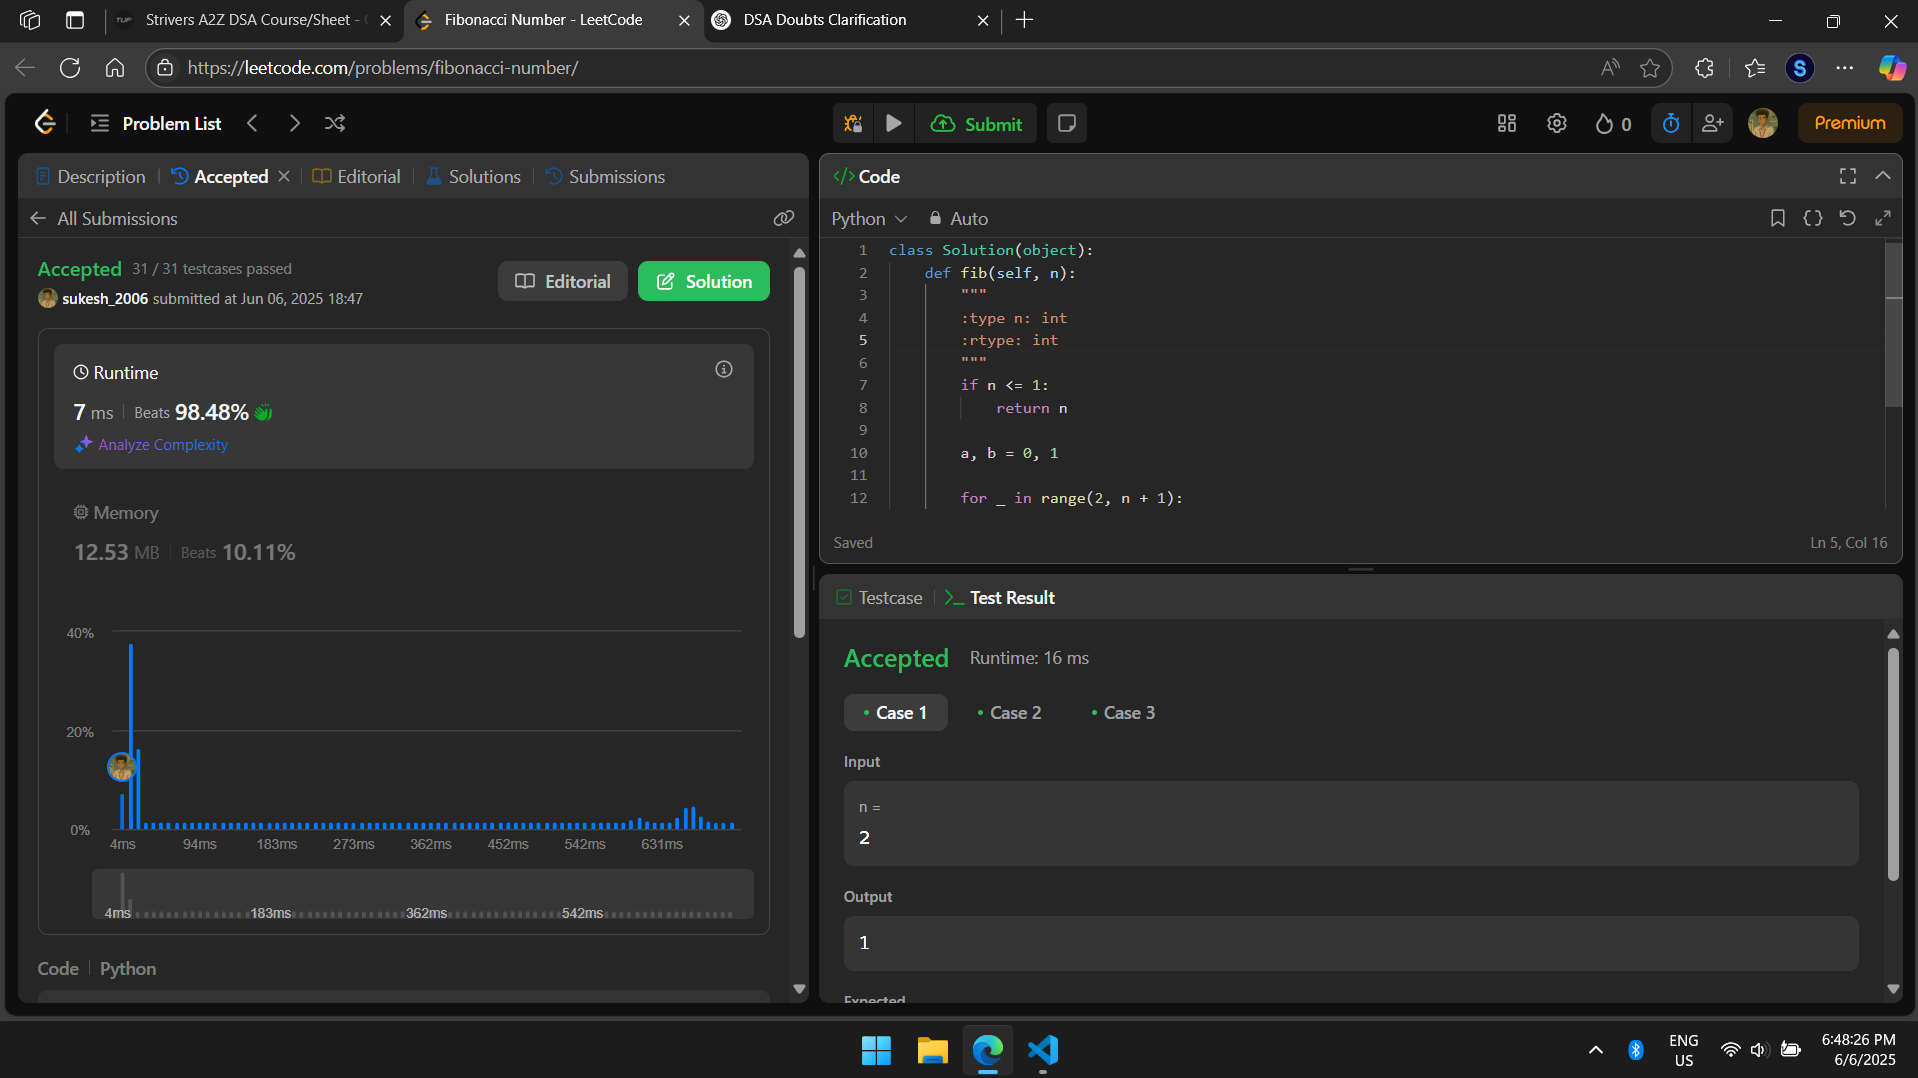 TUF Strivers A2Z DSA Course/Sheet -
Fibonacci Number - LeetCode
DSA Doubts Clarification
https://leetcode.com/problems/fibonacci-number/
S
Problem List
Submit
0
Premium
Description
Accepted
Editorial
Solutions
Submissions
All Submissions
Accepted 31 / 31 testcases passed
sukesh_2006 submitted at Jun 06, 2025 18:47
Editorial
Solution
Runtime
7 ms
Beats 98.48%
Analyze Complexity
Memory
12.53 MB
Beats 10.11%
40%
20%
0%
4ms 94ms 183ms 273ms 362ms 452ms 542ms 631ms
4ms 183ms 362ms 542ms
Code
Python
</> Code
Python
Auto
1 class Solution(object):
2 def fib(self, n):
3 """
4 :type n: int
5 :rtype: int
6 """
7 if n <= 1:
8 return n
9
10 a, b = 0, 1
11
12 for _ in range(2, n + 1):
Saved
Ln 5, Col 16
Testcase
Test Result
Accepted Runtime: 16 ms
Case 1
Case 2
Case 3
Input
n =
2
Output
1
Expected
ENG
US
6:48:26 PM
6/6/2025